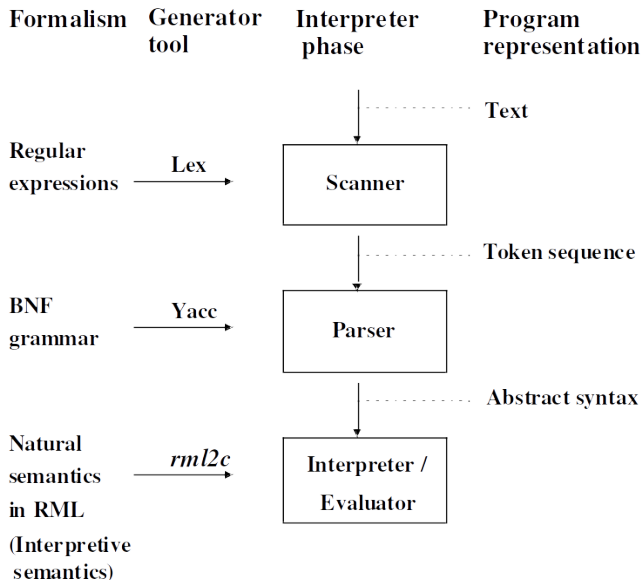 Formalism
Generator
tool
Interpreter
phase
Program
representation
Text
Regular
expressions
Lex
Scanner
Token sequence
BNF
grammar
Yacc
Parser
Abstract syntax
Natural
semantics
in RML
(Interpretive
semantics)
rml2c
Interpreter /
Evaluator